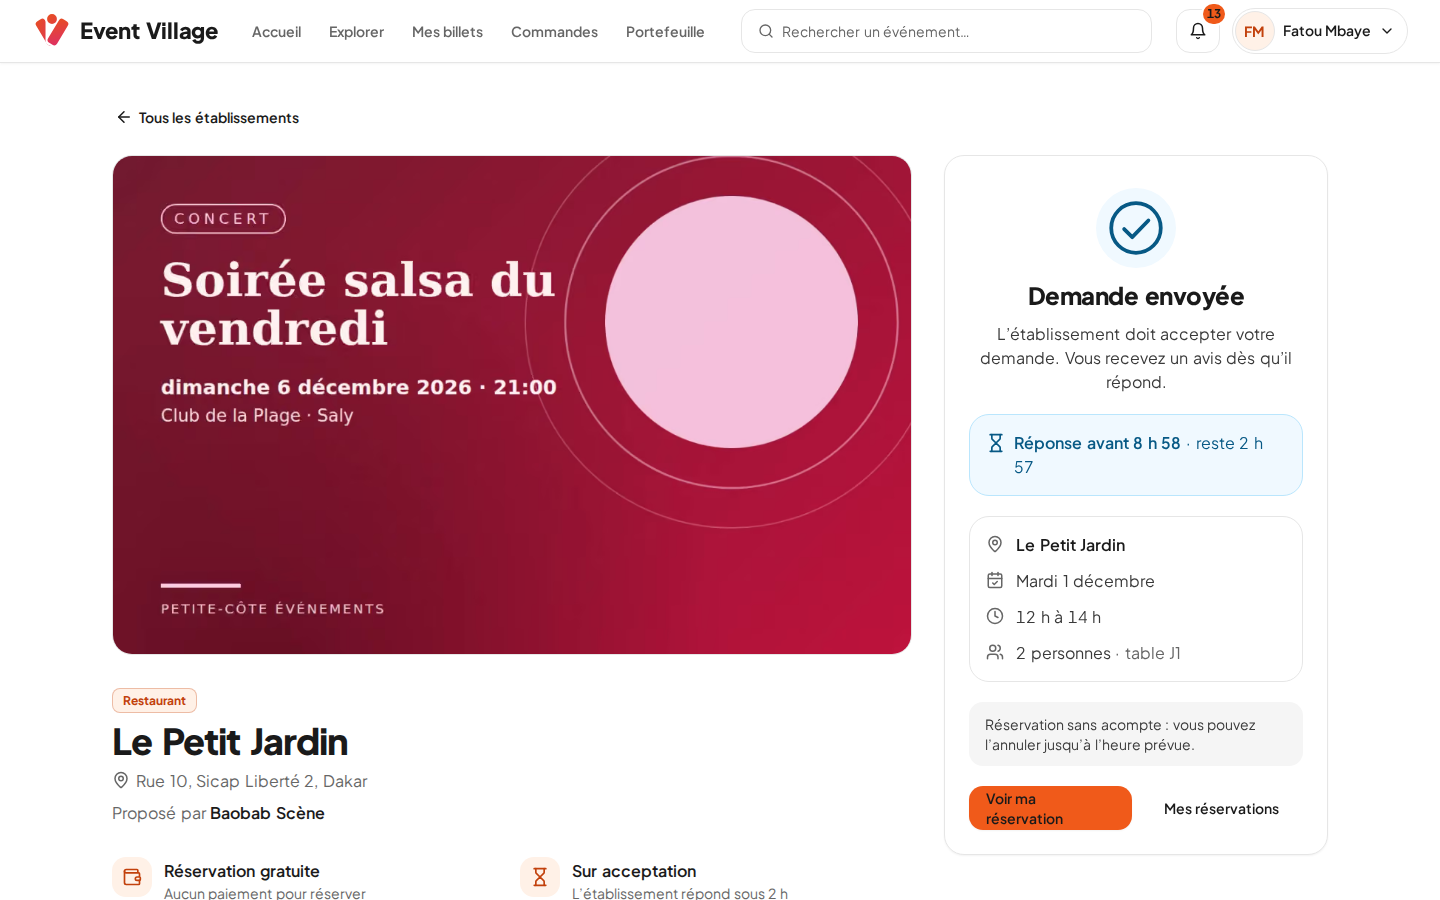 Event Village
Accueil
Explorer
Mes billets
Commandes
Portefeuille
Rechercher un événement…
13
FM
Fatou Mbaye
Tous les établissements
CONCERT
Soirée salsa du
vendredi
dimanche 6 décembre 2026 · 21:00
Club de la Plage · Saly
PETITE-CÔTE ÉVÉNEMENTS
Restaurant
Le Petit Jardin
Rue 10, Sicap Liberté 2, Dakar
Proposé par Baobab Scène
Réservation gratuite
Aucun paiement pour réserver
Sur acceptation
L’établissement répond sous 2 h
Demande envoyée
L’établissement doit accepter votre
demande. Vous recevez un avis dès qu’il
répond.
Réponse avant 8 h 58 · reste 2 h
57
Le Petit Jardin
Mardi 1 décembre
12 h à 14 h
2 personnes · table J1
Réservation sans acompte : vous pouvez
l’annuler jusqu’à l’heure prévue.
Voir ma
réservation
Mes réservations